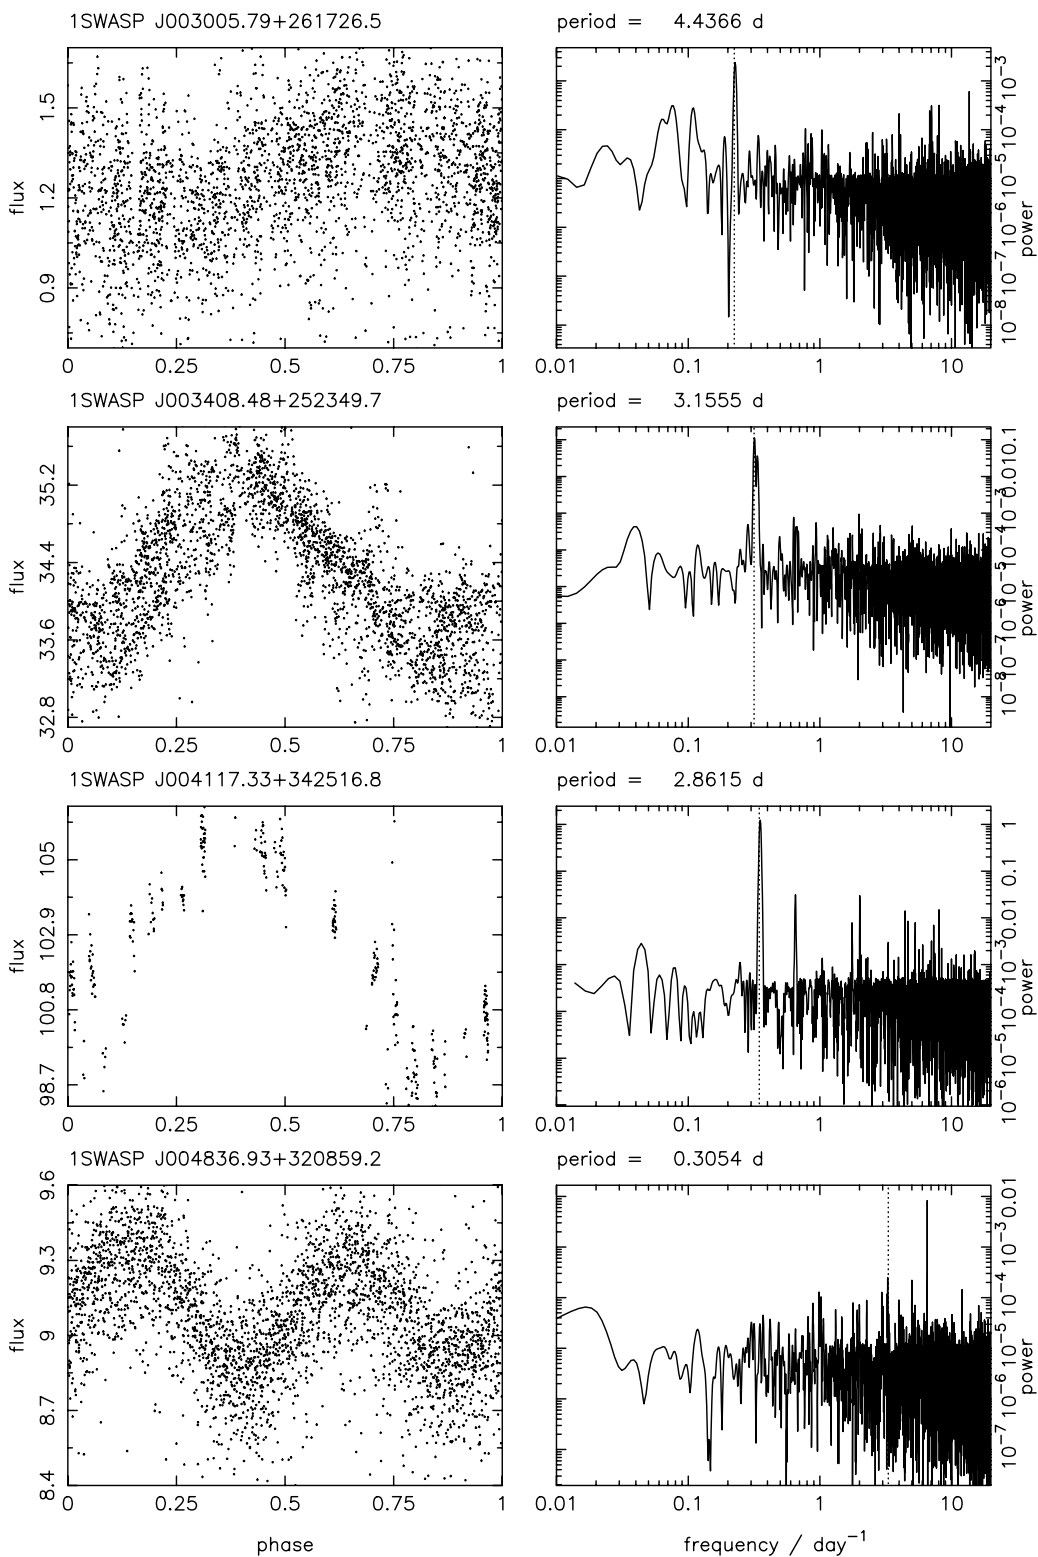 1SWASP J003005.79+261726.5 period = 4.4366 d
flux
1.5
1.2
0.9
0 0.25 0.5 0.75 1
10⁻³
10⁻⁴
10⁻⁵
10⁻⁶
10⁻⁷
10⁻⁸
power
0.01 0.1 1 10
1SWASP J003408.48+252349.7 period = 3.1555 d
flux
35.2
34.4
33.6
32.8
0 0.25 0.5 0.75 1
0.1
0.01
10⁻³
10⁻⁴
10⁻⁵
10⁻⁶
10⁻⁷
10⁻⁸
power
0.01 0.1 1 10
1SWASP J004117.33+342516.8 period = 2.8615 d
flux
105
102.9
100.8
98.7
0 0.25 0.5 0.75 1
1
0.1
0.01
10⁻³
10⁻⁴
10⁻⁵
10⁻⁶
power
0.01 0.1 1 10
1SWASP J004836.93+320859.2 period = 0.3054 d
flux
9.6
9.3
9
8.7
8.4
0 0.25 0.5 0.75 1
0.01
10⁻³
10⁻⁴
10⁻⁵
10⁻⁶
10⁻⁷
power
0.01 0.1 1 10
phase frequency / day⁻¹